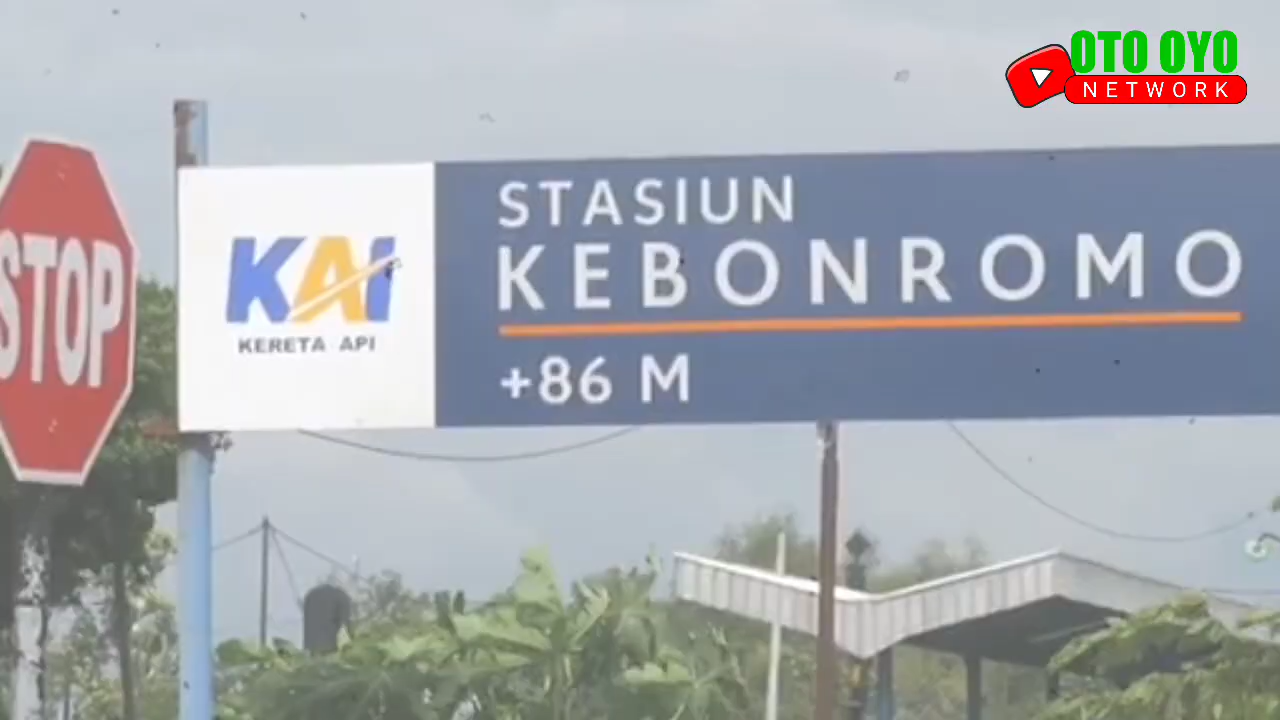 OTO OYO
NETWORK
STOP
KAI
KERETA API
STASIUN
KEBONROMO
+86 M